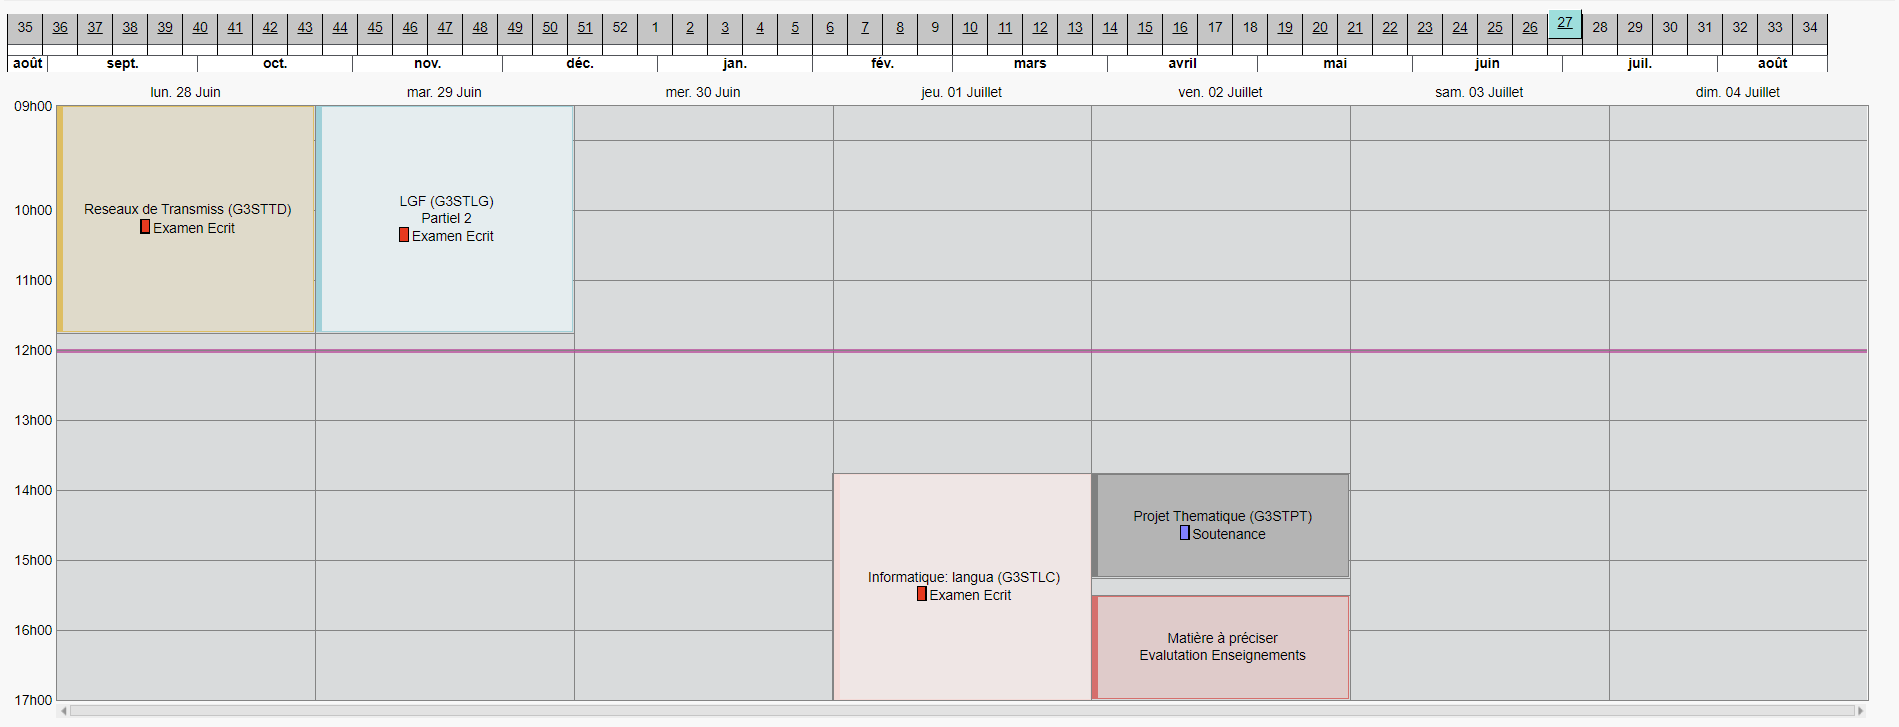 35 36 37 38 39 40 41 42 43 44 45 46 47 48 49 50 51 52 1 2 3 4 5 6 7 8 9 10 11 12 13 14 15 16 17 18 19 20 21 22 23 24 25 26 27 28 29 30 31 32 33 34
août sept. oct. nov. déc. jan. fév. mars avril mai juin juil. août
lun. 28 Juin mar. 29 Juin mer. 30 Juin jeu. 01 Juillet ven. 02 Juillet sam. 03 Juillet dim. 04 Juillet
09h00
10h00
11h00
12h00
13h00
14h00
15h00
16h00
17h00
Reseaux de Transmiss (G3STTD)
Examen Ecrit
LGF (G3STLG)
Partiel 2
Examen Ecrit
Informatique: langua (G3STLC)
Examen Ecrit
Projet Thematique (G3STPT)
Soutenance
Matière à préciser
Evalutation Enseignements